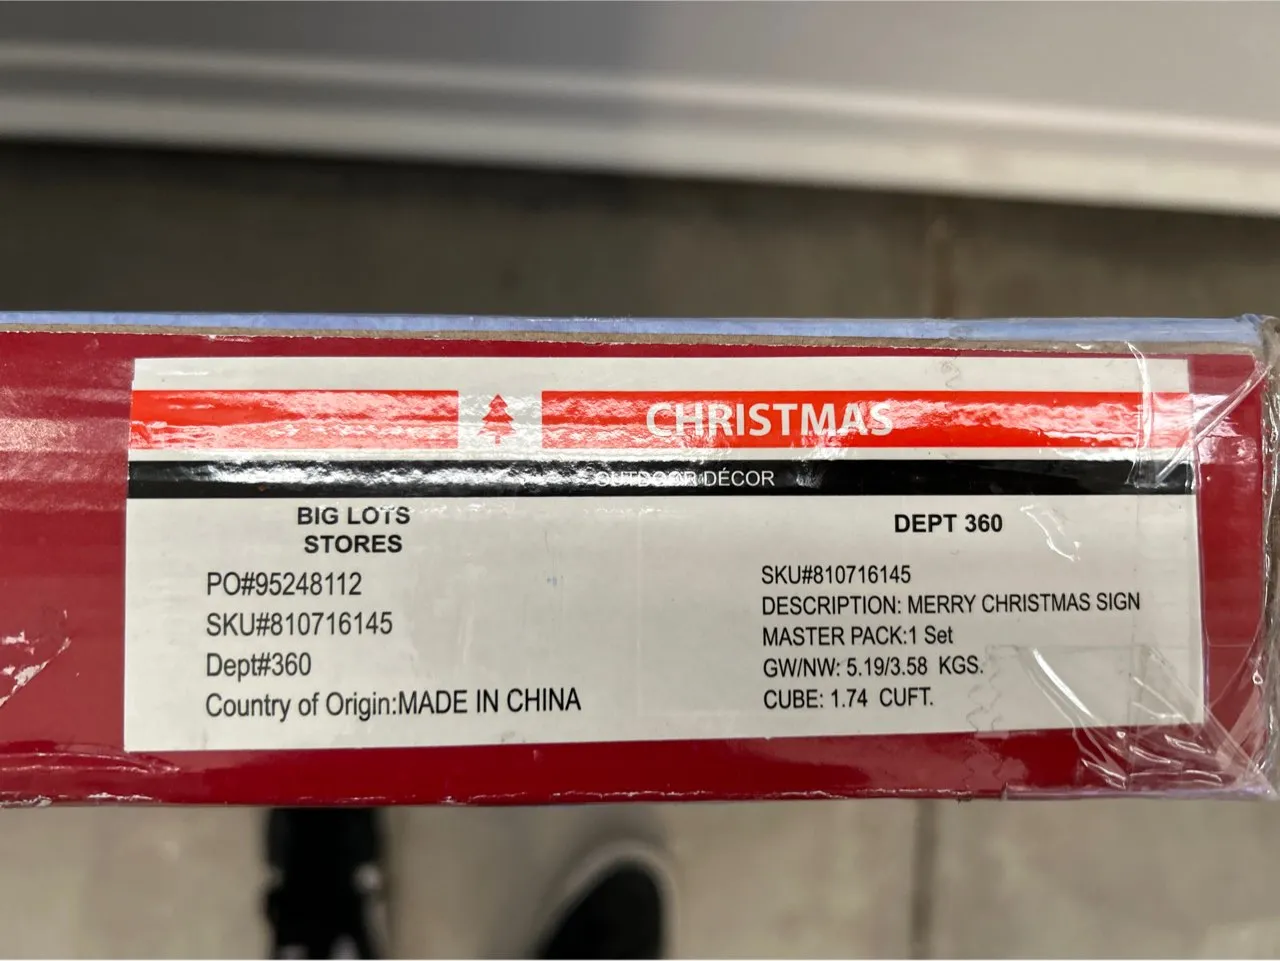 CHRISTMAS
OUTDOOR DÉCOR
BIG LOTS
STORES
PO#95248112
SKU#810716145
Dept#360
Country of Origin:MADE IN CHINA
DEPT 360
SKU#810716145
DESCRIPTION: MERRY CHRISTMAS SIGN
MASTER PACK:1 Set
GW/NW: 5.19/3.58 KGS.
CUBE: 1.74 CUFT.